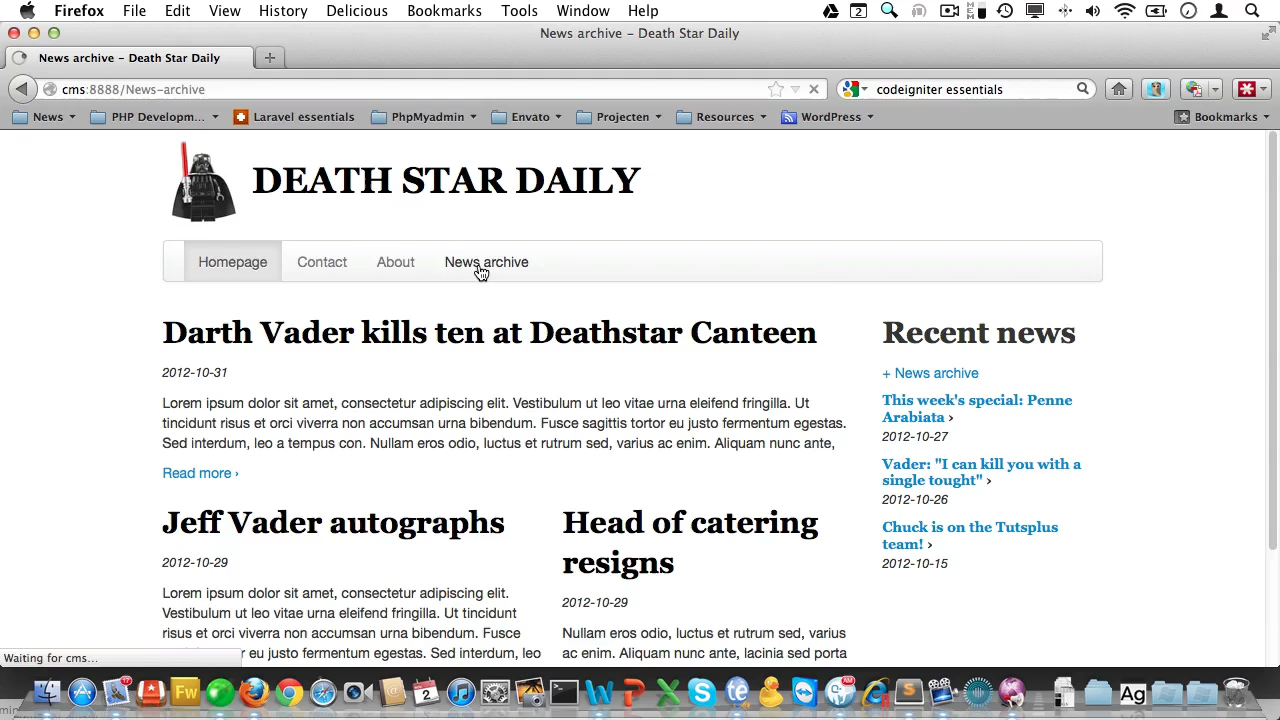 Firefox File Edit View History Delicious Bookmarks Tools Window Help
News archive – Death Star Daily
News archive – Death Star Daily
cms:8888/News-archive
codeigniter essentials
News PHP Developm... Laravel essentials PhpMyadmin Envato Projecten Resources WordPress Bookmarks
DEATH STAR DAILY
Homepage Contact About News archive
Darth Vader kills ten at Deathstar Canteen
2012-10-31
Lorem ipsum dolor sit amet, consectetur adipiscing elit. Vestibulum ut leo vitae urna eleifend fringilla. Ut
tincidunt risus et orci viverra non accumsan urna bibendum. Fusce sagittis tortor eu justo fermentum egestas.
Sed interdum, leo a tempus con. Nullam eros odio, luctus et rutrum sed, varius ac enim. Aliquam nunc ante,
Read more ›
Jeff Vader autographs
2012-10-29
Lorem ipsum dolor sit amet, consectetur adipiscing elit.
Vestibulum ut leo vitae urna eleifend fringilla. Ut tincidunt
risus et orci viverra non accumsan urna bibendum. Fusce
eu justo fermentum egestas. Sed interdum, leo
Head of catering
resigns
2012-10-29
Nullam eros odio, luctus et rutrum sed, varius
ac enim. Aliquam nunc ante, lacinia sed porta
Recent news
+ News archive
This week's special: Penne
Arabiata ›
2012-10-27
Vader: "I can kill you with a
single tought" ›
2012-10-26
Chuck is on the Tutsplus
team! ›
2012-10-15
Waiting for cms...